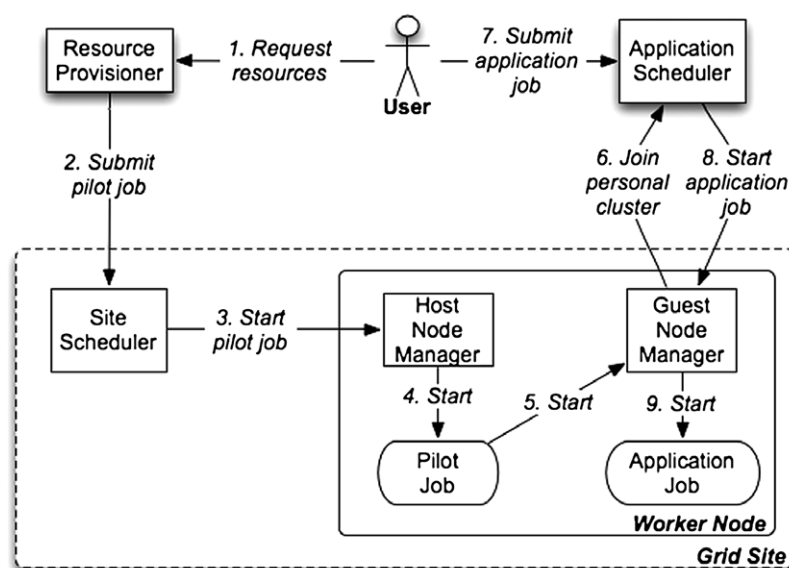 Resource
Provisioner
1. Request
resources
User
7. Submit
application
job
Application
Scheduler
2. Submit
pilot job
6. Join
personal
cluster
8. Start
application
job
Site
Scheduler
3. Start
pilot job
Host
Node
Manager
Guest
Node
Manager
4. Start
5. Start
9. Start
Pilot
Job
Application
Job
Worker Node
Grid Site